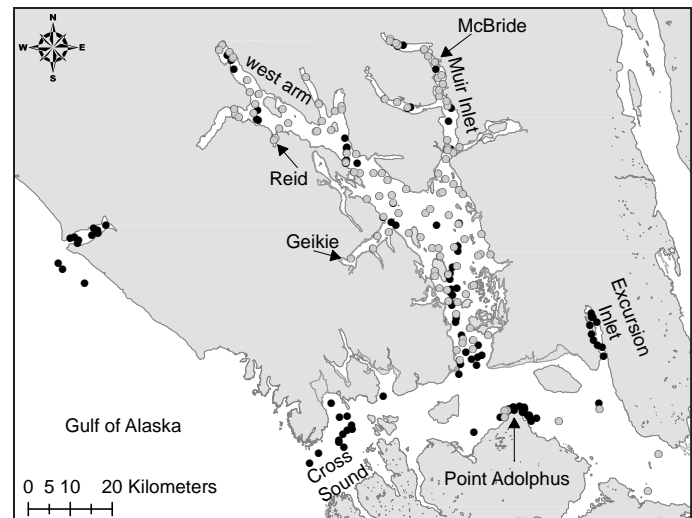 N
W E
S
McBride
west arm
Muir Inlet
Reid
Geikie
Excursion
Inlet
Gulf of Alaska
Cross
Sound
Point Adolphus
0 5 10 20 Kilometers